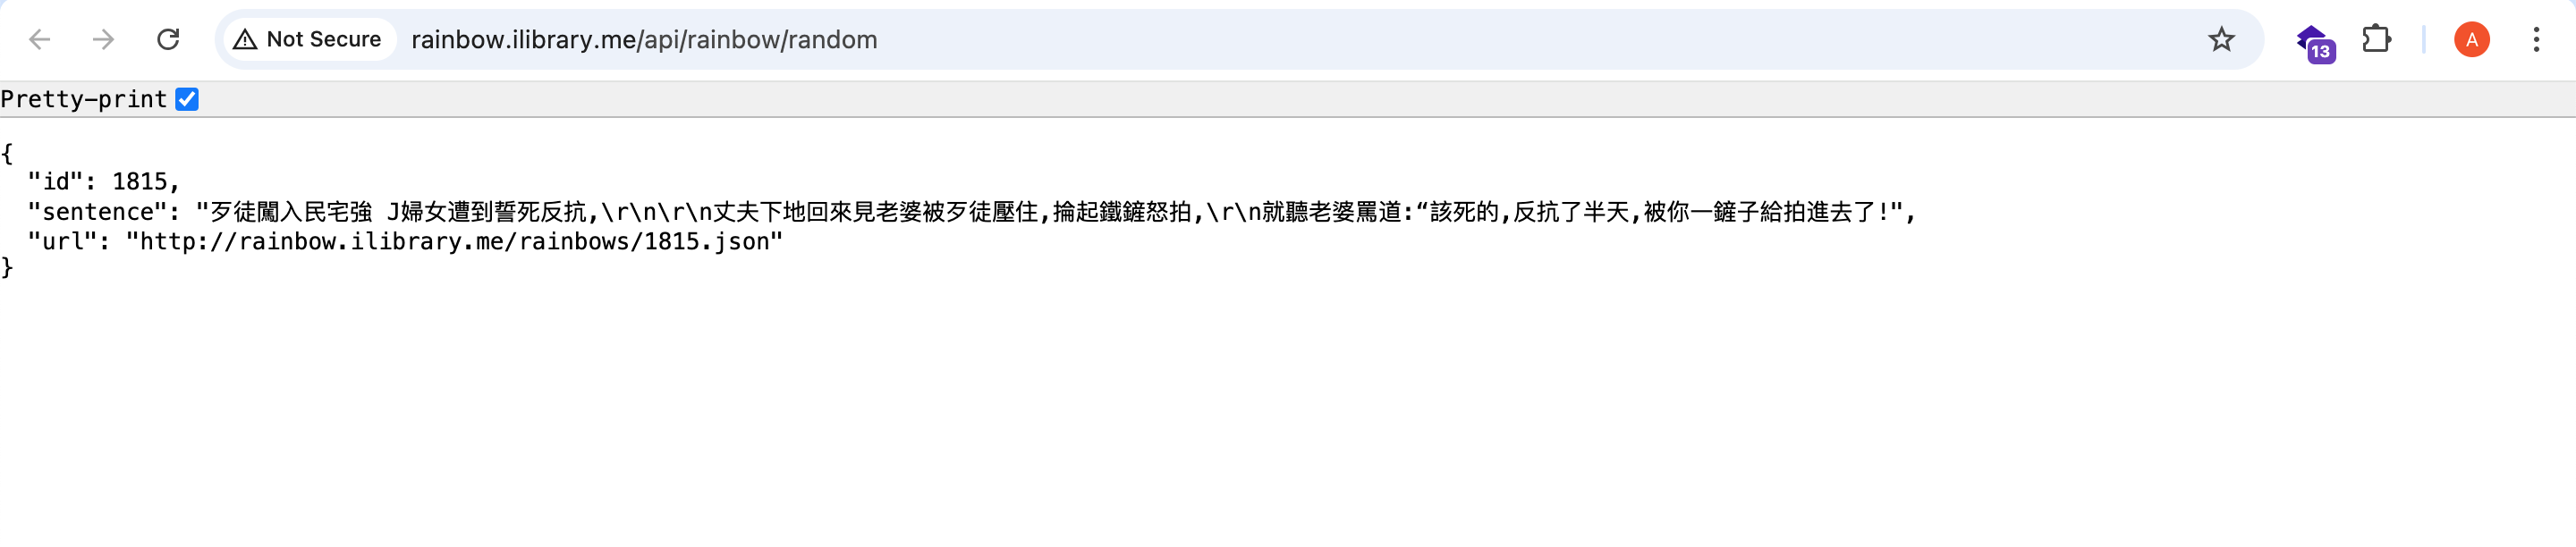 Not Secure rainbow.ilibrary.me/api/rainbow/random
13
A
Pretty-print
{
"id": 1815,
"sentence": "歹徒闖入民宅強 J婦女遭到誓死反抗,\r\n\r\n丈夫下地回來見老婆被歹徒壓住,掄起鐵鏟怒拍,\r\n就聽老婆罵道:“該死的,反抗了半天,被你一鏟子給拍進去了!",
"url": "http://rainbow.ilibrary.me/rainbows/1815.json"
}